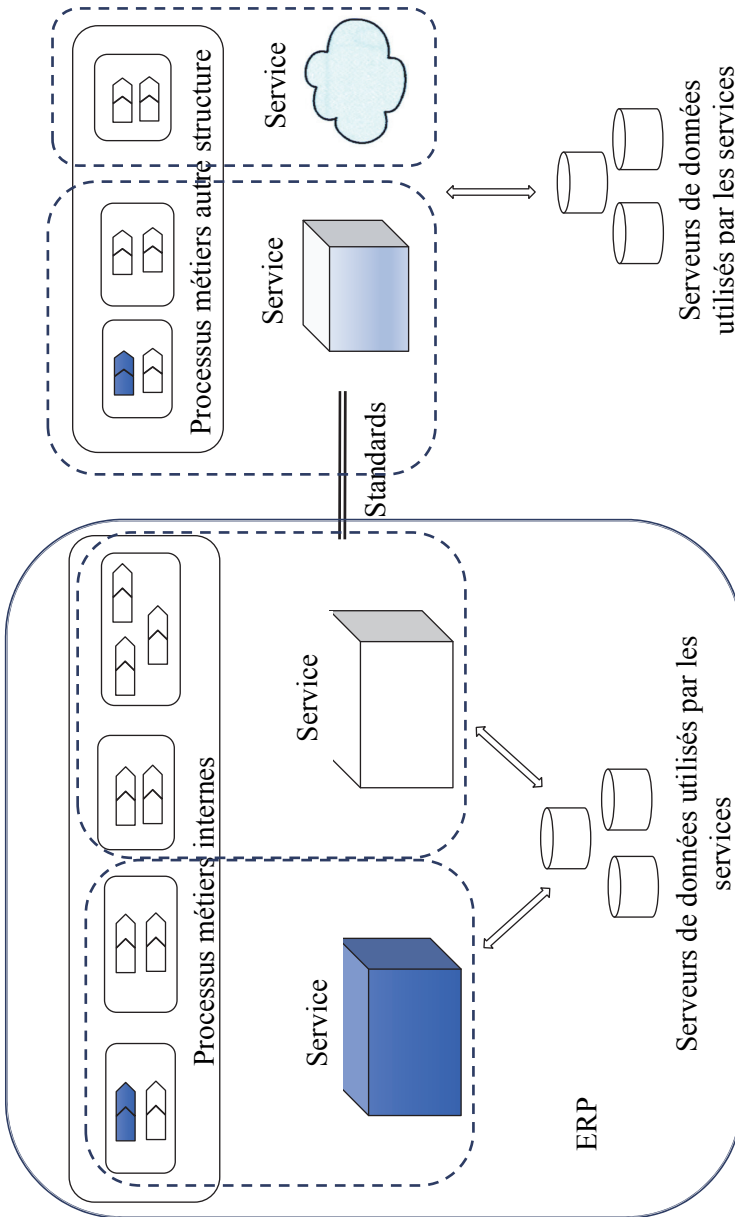 Processus métiers internes
Service
Service
Serveurs de données utilisés par les
services
ERP
Standards
Processus métiers autre structure
Service
Service
Serveurs de données
utilisés par les services